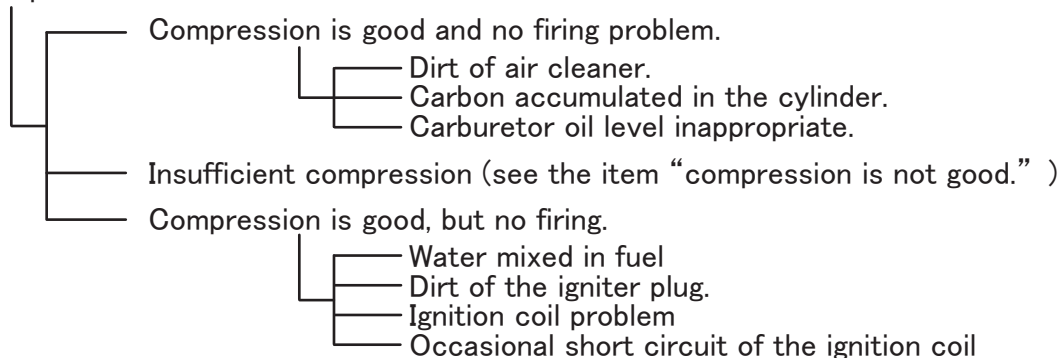 Compression is good and no firing problem.
Dirt of air cleaner.
Carbon accumulated in the cylinder.
Carburetor oil level inappropriate.
Insufficient compression (see the item “compression is not good.” )
Compression is good, but no firing.
Water mixed in fuel
Dirt of the igniter plug.
Ignition coil problem
Occasional short circuit of the ignition coil